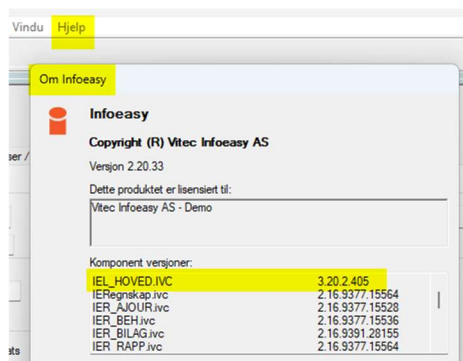 Vindu Hjelp
Om Infoeasy
Infoeasy
Copyright (R) Vitec Infoeasy AS
ser /
Versjon 2.20.33
Dette produktet er lisensiert til:
Vitec Infoeasy AS - Demo
Komponent versjoner:
IEL_HOVED.IVC 3.20.2.405
IERegnskap.ivc 2.16.9377.15564
IER_AJOUR.ivc 2.16.9377.15528
IER_BEH.ivc 2.16.9377.15536
IER_BILAG.ivc 2.16.9391.28155
IER_RAPP.ivc 2.16.9377.15564
ats